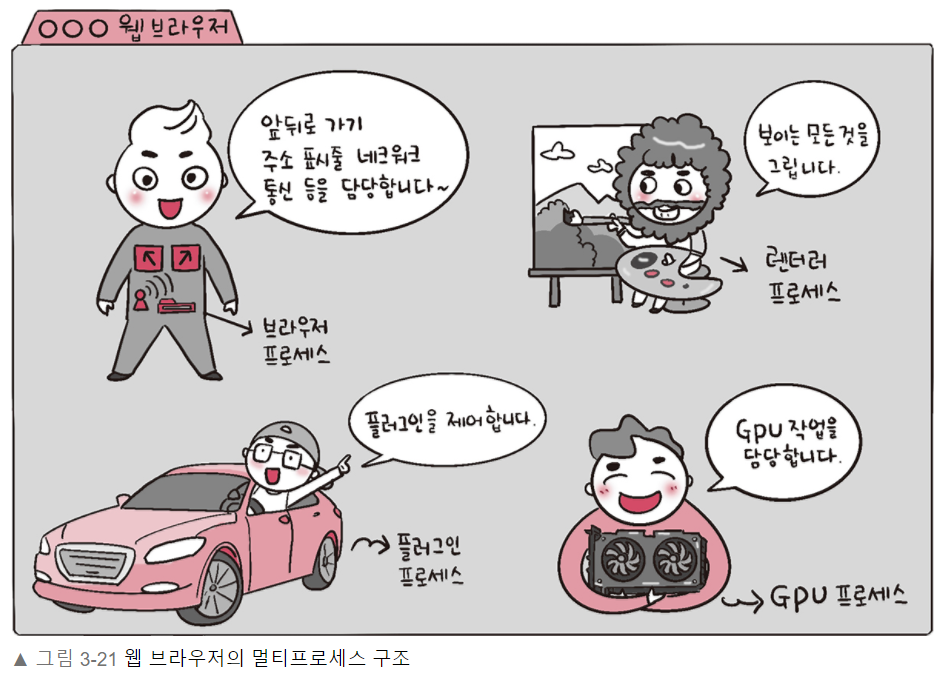 ○○○ 웹 브라우저
앞뒤로 가기
주소 표시줄 네크워크
통신 등을 담당합니다~
브라우저
프로세스
보이는 모든 것을
그립니다.
렌더러
프로세스
플러그인을 제어합니다.
플러그인
프로세스
GPU 작업을
담당합니다.
GPU 프로세스
▲ 그림 3-21 웹 브라우저의 멀티프로세스 구조